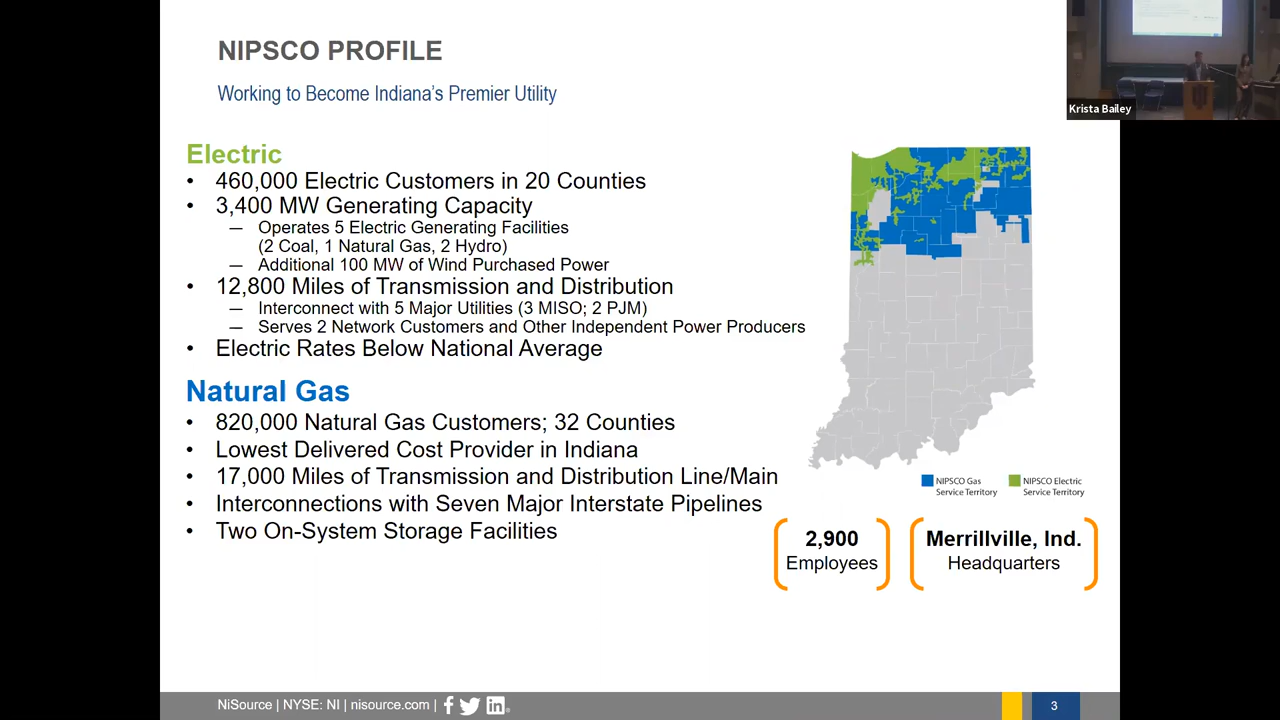 NIPSCO PROFILE
Working to Become Indiana's Premier Utility
Krista Bailey
Electric
• 460,000 Electric Customers in 20 Counties
• 3,400 MW Generating Capacity
— Operates 5 Electric Generating Facilities
(2 Coal, 1 Natural Gas, 2 Hydro)
— Additional 100 MW of Wind Purchased Power
• 12,800 Miles of Transmission and Distribution
— Interconnect with 5 Major Utilities (3 MISO; 2 PJM)
— Serves 2 Network Customers and Other Independent Power Producers
• Electric Rates Below National Average
Natural Gas
• 820,000 Natural Gas Customers; 32 Counties
• Lowest Delivered Cost Provider in Indiana
• 17,000 Miles of Transmission and Distribution Line/Main
• Interconnections with Seven Major Interstate Pipelines
• Two On-System Storage Facilities
NIPSCO Gas
Service Territory
NIPSCO Electric
Service Territory
2,900
Employees
Merrillville, Ind.
Headquarters
NiSource | NYSE: NI | nisource.com |
3